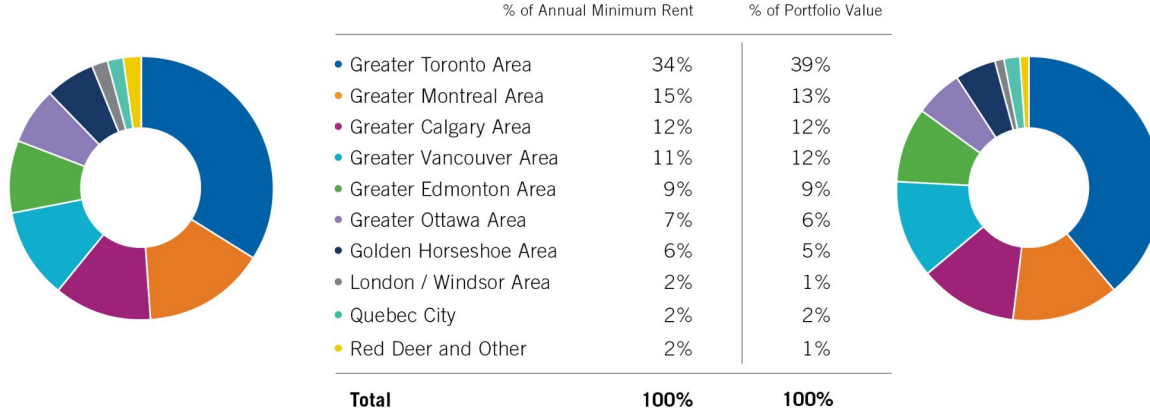 % of Annual Minimum Rent % of Portfolio Value
Greater Toronto Area 34% 39%
Greater Montreal Area 15% 13%
Greater Calgary Area 12% 12%
Greater Vancouver Area 11% 12%
Greater Edmonton Area 9% 9%
Greater Ottawa Area 7% 6%
Golden Horseshoe Area 6% 5%
London / Windsor Area 2% 1%
Quebec City 2% 2%
Red Deer and Other 2% 1%
Total 100% 100%